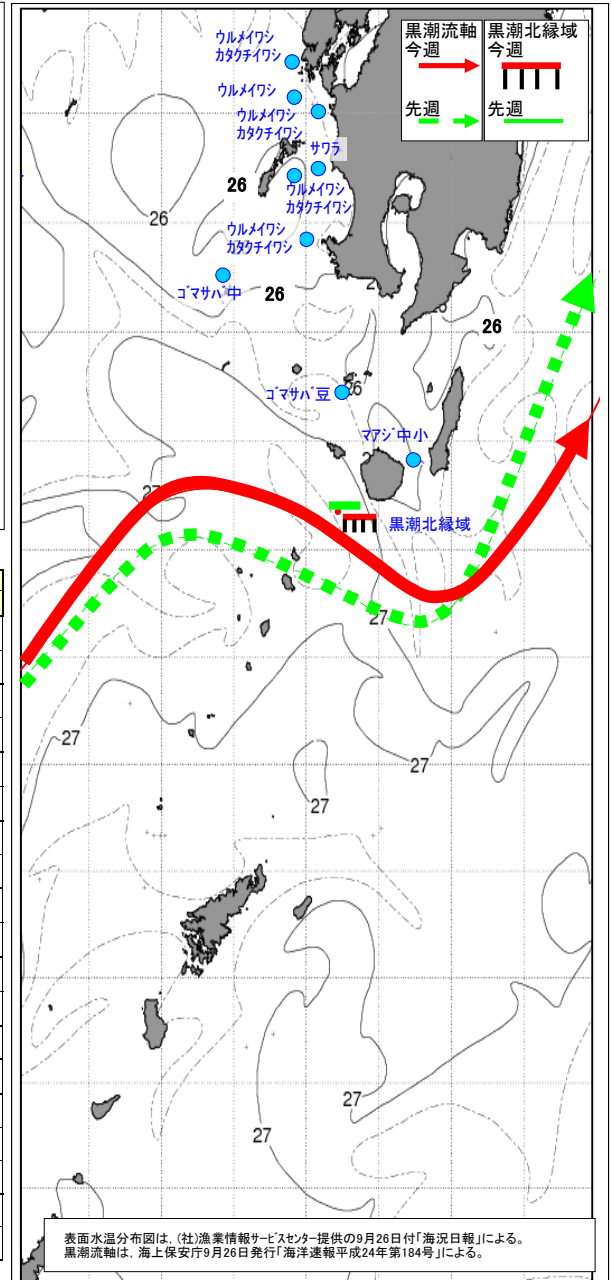 黒潮流軸
今週
先週
黒潮北縁域
今週
先週
ウルメイワシ
カタクチイワシ
ウルメイワシ
ウルメイワシ
カタクチイワシ
サワラ
26
ウルメイワシ
カタクチイワシ
26
ウルメイワシ
カタクチイワシ
ゴマサバ中
26
26
ゴマサバ豆
26
マアジ中小
27
黒潮北縁域
27
27
27
27
27
27
表面水温分布図は，(社)漁業情報サービスセンター提供の9月26日付「海況日報」による。
黒潮流軸は，海上保安庁9月26日発行「海洋速報平成24年第184号」による。